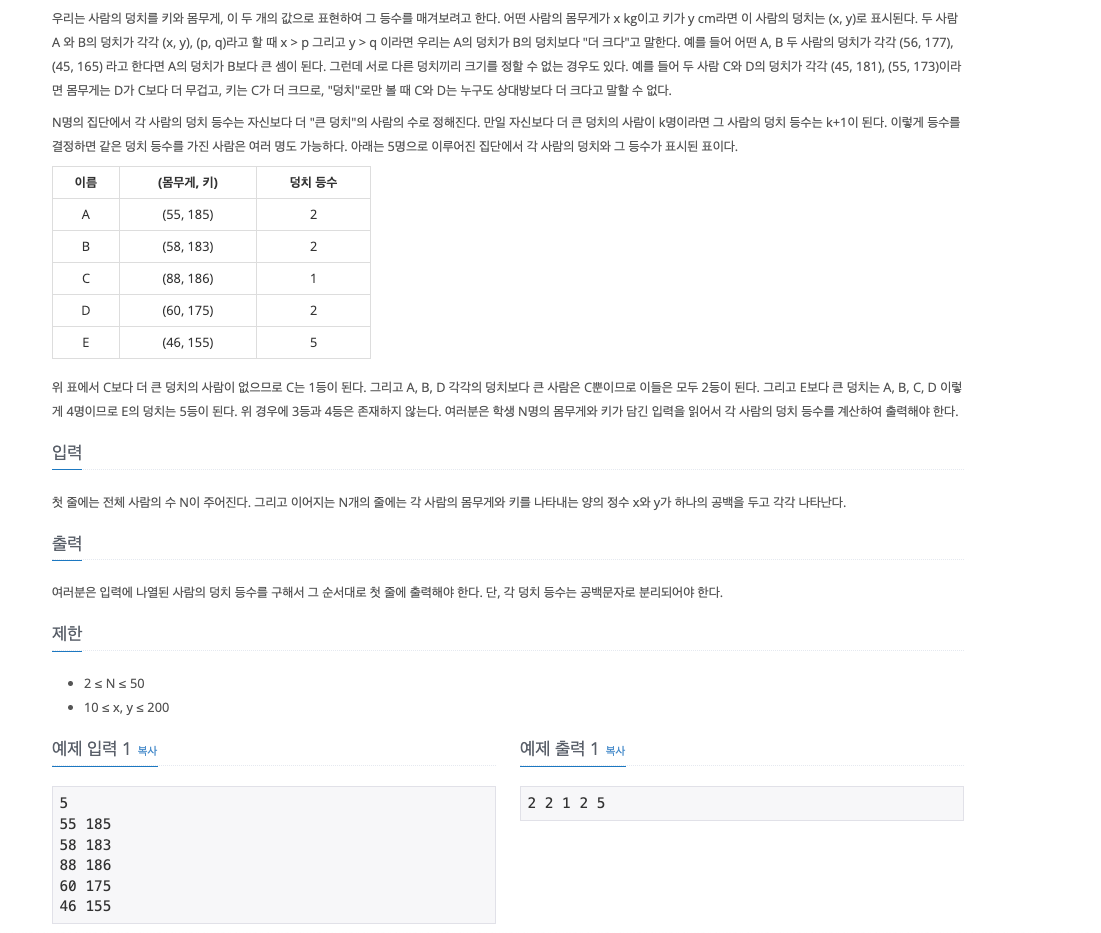 우리는 사람의 덩치를 키와 몸무게, 이 두 개의 값으로 표현하여 그 등수를 매겨보려고 한다. 어떤 사람의 몸무게가 x kg이고 키가 y cm라면 이 사람의 덩치는 (x, y)로 표시된다. 두 사람
A 와 B의 덩치가 각각 (x, y), (p, q)라고 할 때 x > p 그리고 y > q 이라면 우리는 A의 덩치가 B의 덩치보다 "더 크다"고 말한다. 예를 들어 어떤 A, B 두 사람의 덩치가 각각 (56, 177),
(45, 165) 라고 한다면 A의 덩치가 B보다 큰 셈이 된다. 그런데 서로 다른 덩치끼리 크기를 정할 수 없는 경우도 있다. 예를 들어 두 사람 C와 D의 덩치가 각각 (45, 181), (55, 173)이라
면 몸무게는 D가 C보다 더 무겁고, 키는 C가 더 크므로, "덩치"로만 볼 때 C와 D는 누구도 상대방보다 더 크다고 말할 수 없다.
N명의 집단에서 각 사람의 덩치 등수는 자신보다 더 "큰 덩치"의 사람의 수로 정해진다. 만일 자신보다 더 큰 덩치의 사람이 k명이라면 그 사람의 덩치 등수는 k+1이 된다. 이렇게 등수를
결정하면 같은 덩치 등수를 가진 사람은 여러 명도 가능하다. 아래는 5명으로 이루어진 집단에서 각 사람의 덩치와 그 등수가 표시된 표이다.
이름 (몸무게, 키) 덩치 등수
A (55, 185) 2
B (58, 183) 2
C (88, 186) 1
D (60, 175) 2
E (46, 155) 5
위 표에서 C보다 더 큰 덩치의 사람이 없으므로 C는 1등이 된다. 그리고 A, B, D 각각의 덩치보다 큰 사람은 C뿐이므로 이들은 모두 2등이 된다. 그리고 E보다 큰 덩치는 A, B, C, D 이렇
게 4명이므로 E의 덩치는 5등이 된다. 위 경우에 3등과 4등은 존재하지 않는다. 여러분은 학생 N명의 몸무게와 키가 담긴 입력을 읽어서 각 사람의 덩치 등수를 계산하여 출력해야 한다.
입력
첫 줄에는 전체 사람의 수 N이 주어진다. 그리고 이어지는 N개의 줄에는 각 사람의 몸무게와 키를 나타내는 양의 정수 x와 y가 하나의 공백을 두고 각각 나타난다.
출력
여러분은 입력에 나열된 사람의 덩치 등수를 구해서 그 순서대로 첫 줄에 출력해야 한다. 단, 각 덩치 등수는 공백문자로 분리되어야 한다.
제한
• 2 ≤ N ≤ 50
• 10 ≤ x, y ≤ 200
예제 입력 1 복사
5
55 185
58 183
88 186
60 175
46 155
예제 출력 1 복사
2 2 1 2 5